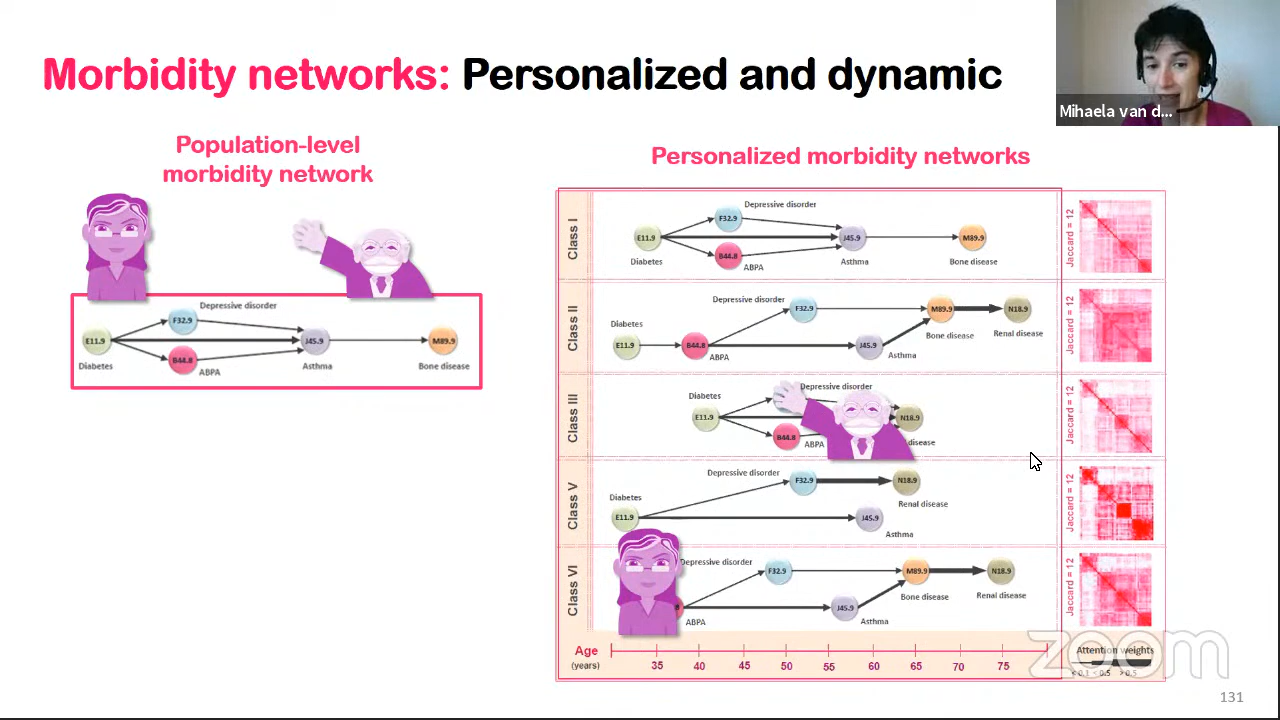 Morbidity networks: Personalized and dynamic
Mihaela van d...
Population-level
morbidity network
Depressive disorder
F32.9
E11.9
J45.9
M89.9
B44.8
Diabetes
ABPA
Asthma
Bone disease
Personalized morbidity networks
Class I
Depressive disorder
F32.9
E11.9
J45.9
M89.9
B44.8
Diabetes
ABPA
Asthma
Bone disease
Jaccard = 12
Class II
Depressive disorder
F32.9
M89.9
N18.9
Diabetes
Bone disease
Renal disease
E11.9
B44.8
J45.9
ABPA
Asthma
Jaccard = 12
Class III
Depressive disorder
Diabetes
E11.9
N18.9
B44.8
ABPA
disease
Jaccard = 12
Class V
Depressive disorder
F32.9
N18.9
Diabetes
Renal disease
E11.9
J45.9
Asthma
Jaccard = 12
Class VI
Depressive disorder
F32.9
M89.9
N18.9
Bone disease
Renal disease
J45.9
ABPA
Asthma
Jaccard = 12
Age
(years)
35 40 45 50 55 60 65 70 75
Attention weights
< 0.1 < 0.5 > 0.5
zoom
131